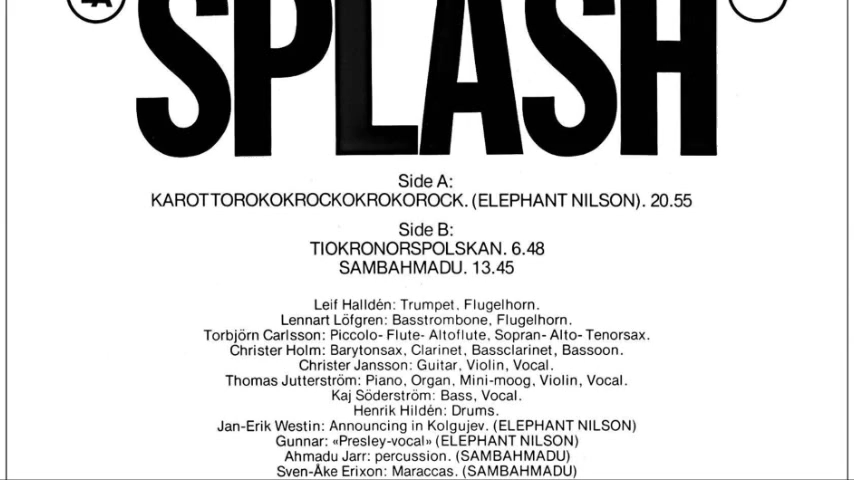 SPLASH
Side A:
KAROTTOROKOKROCKOKROKOROCK. (ELEPHANT NILSON). 20.55
Side B:
TIOKRONORSPOLSKAN. 6.48
SAMBAHMADU. 13.45
Leif Halldén: Trumpet, Flugelhorn.
Lennart Löfgren: Basstrombone, Flugelhorn.
Torbjörn Carlsson: Piccolo- Flute- Altoflute, Sopran- Alto- Tenorsax.
Christer Holm: Barytonsax, Clarinet, Bassclarinet, Bassoon.
Christer Jansson: Guitar, Violin, Vocal.
Thomas Jutterström: Piano, Organ, Mini-moog, Violin, Vocal.
Kaj Söderström: Bass, Vocal.
Henrik Hildén: Drums.
Jan-Erik Westin: Announcing in Kolgujev. (ELEPHANT NILSON)
Gunnar: «Presley-vocal» (ELEPHANT NILSON)
Ahmadu Jarr: percussion. (SAMBAHMADU)
Sven-Åke Erixon: Maraccas. (SAMBAHMADU)